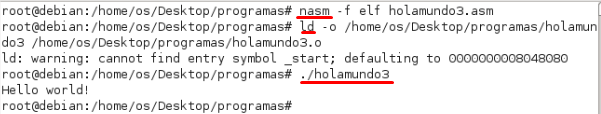 root@debian:/home/os/Desktop/programas# nasm -f elf holamundo3.asm
root@debian:/home/os/Desktop/programas# ld -o /home/os/Desktop/programas/holamun
do3 /home/os/Desktop/programas/holamundo3.o
ld: warning: cannot find entry symbol _start; defaulting to 0000000008048080
root@debian:/home/os/Desktop/programas# ./holamundo3
Hello world!
root@debian:/home/os/Desktop/programas#